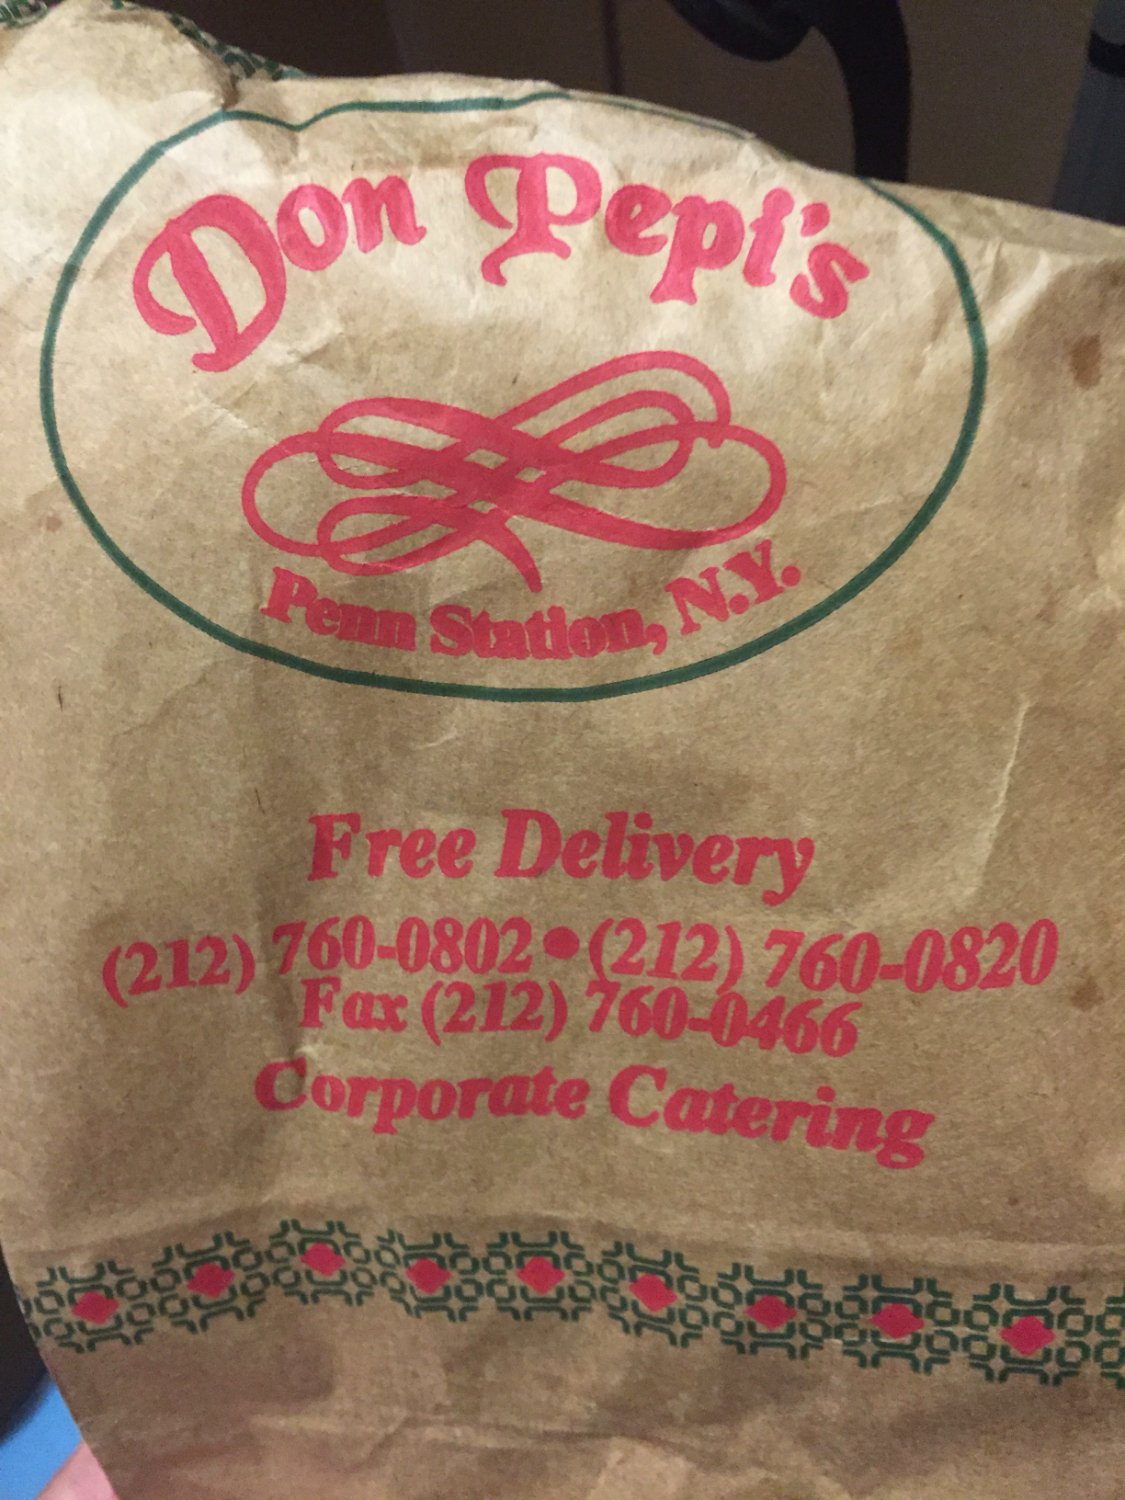 Don Pepi's
Penn Station, N.Y.
Free Delivery
(212) 760-0802•(212) 760-0820
Fax (212) 760-0466
Corporate Catering